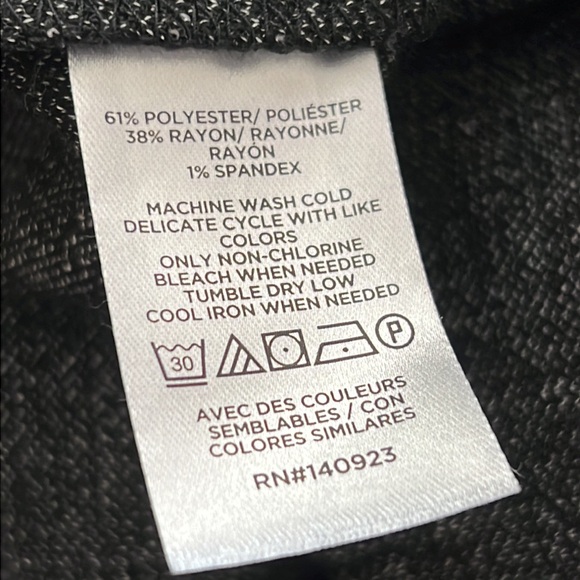 61% POLYESTER/ POLIÉSTER
38% RAYON/ RAYONNE/
RAYÓN
1% SPANDEX
MACHINE WASH COLD
DELICATE CYCLE WITH LIKE
COLORS
ONLY NON-CHLORINE
BLEACH WHEN NEEDED
TUMBLE DRY LOW
COOL IRON WHEN NEEDED
30 P
AVEC DES COULEURS
SEMBLABLES / CON
COLORES SIMILARES
RN#140923